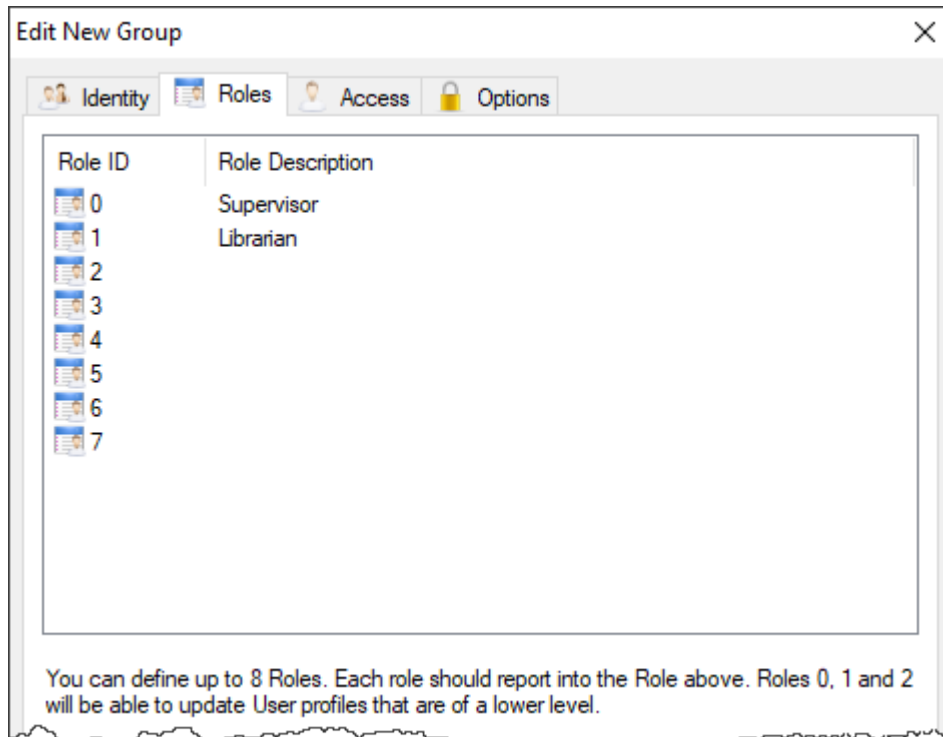 Edit New Group
Identity Roles Access Options
Role ID Role Description
0 Supervisor
1 Librarian
2
3
4
5
6
7
You can define up to 8 Roles. Each role should report into the Role above. Roles 0, 1 and 2
will be able to update User profiles that are of a lower level.